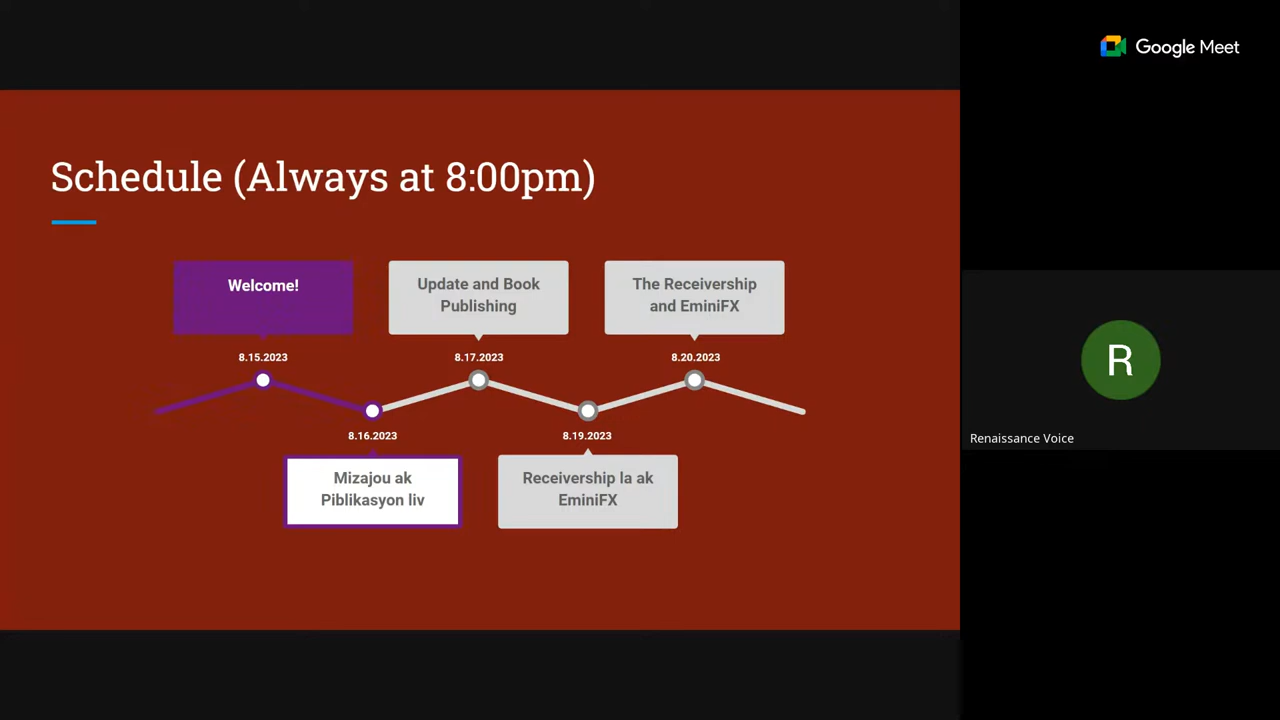 Google Meet
Schedule (Always at 8:00pm)
Welcome!
Update and Book
Publishing
The Receivership
and EminiFX
8.15.2023
8.17.2023
8.20.2023
8.16.2023
8.19.2023
Mizajou ak
Piblikasyon liv
Receivership la ak
EminiFX
R
Renaissance Voice